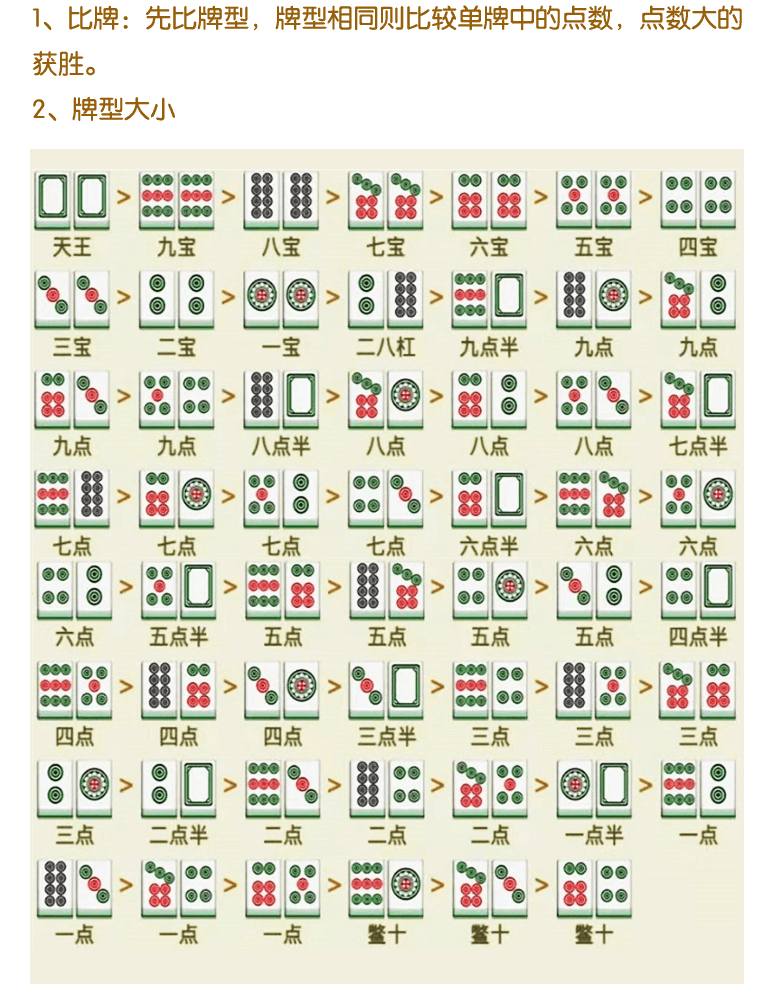 1、比牌：先比牌型，牌型相同则比较单牌中的点数，点数大的
获胜。
2、牌型大小
> > > > > >
天王 九宝 八宝 七宝 六宝 五宝 四宝
> > > > > >
三宝 二宝 一宝 二八杠 九点半 九点 九点
> > > > > >
九点 九点 八点半 八点 八点 八点 七点半
> > > > > >
七点 七点 七点 七点 六点半 六点 六点
> > > > > >
六点 五点半 五点 五点 五点 五点 四点半
> > > > > >
四点 四点 四点 三点半 三点 三点 三点
> > > > > >
三点 二点半 二点 二点 二点 一点半 一点
> > > > >
一点 一点 一点 鳖十 鳖十 鳖十